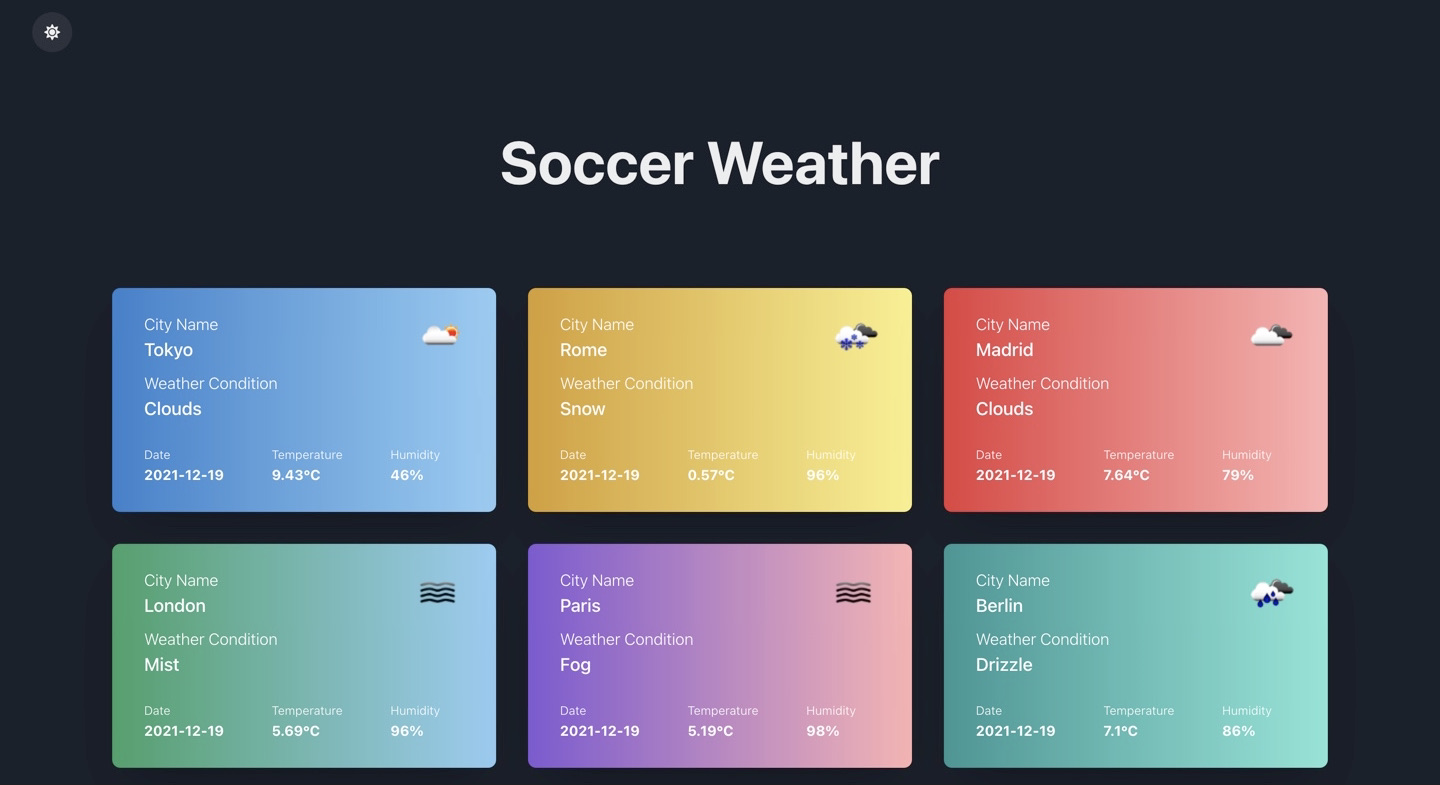 Soccer Weather
City Name
Tokyo
Weather Condition
Clouds
Date Temperature Humidity
2021-12-19 9.43°C 46%
City Name
Rome
Weather Condition
Snow
Date Temperature Humidity
2021-12-19 0.57°C 96%
City Name
Madrid
Weather Condition
Clouds
Date Temperature Humidity
2021-12-19 7.64°C 79%
City Name
London
Weather Condition
Mist
Date Temperature Humidity
2021-12-19 5.69°C 96%
City Name
Paris
Weather Condition
Fog
Date Temperature Humidity
2021-12-19 5.19°C 98%
City Name
Berlin
Weather Condition
Drizzle
Date Temperature Humidity
2021-12-19 7.1°C 86%